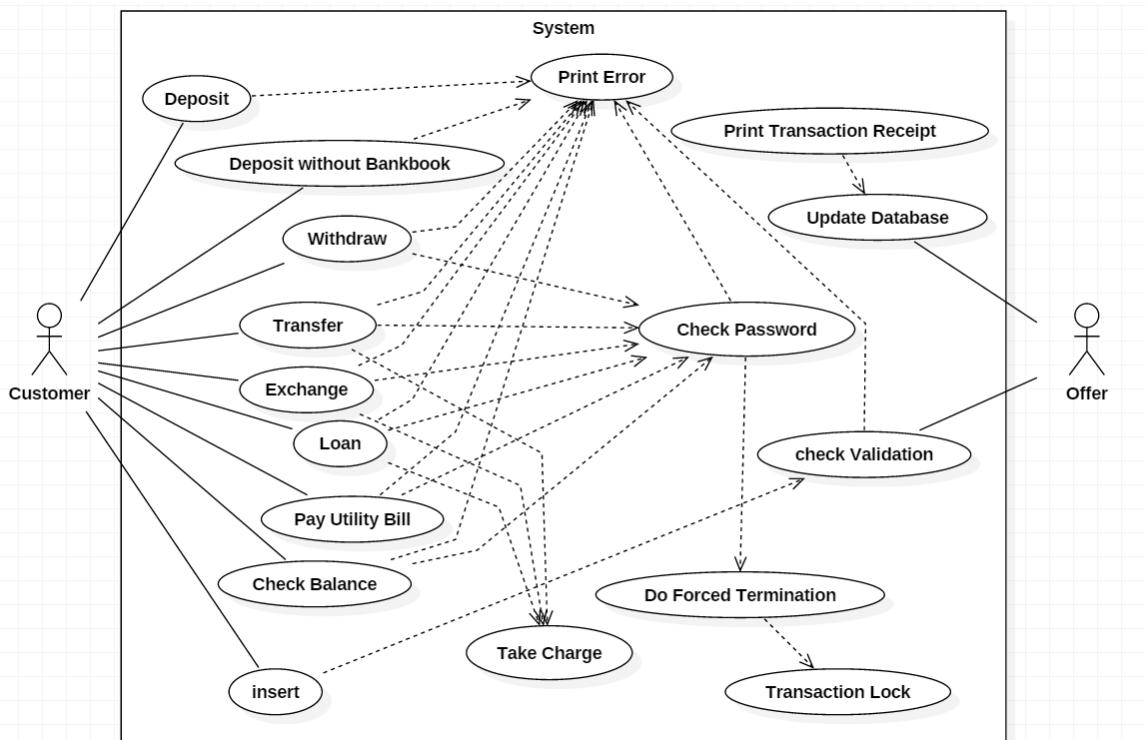 System
Print Error
Deposit
Print Transaction Receipt
Deposit without Bankbook
Update Database
Withdraw
Transfer
Check Password
Exchange
Customer
Offer
Loan
check Validation
Pay Utility Bill
Check Balance
Do Forced Termination
Take Charge
insert
Transaction Lock